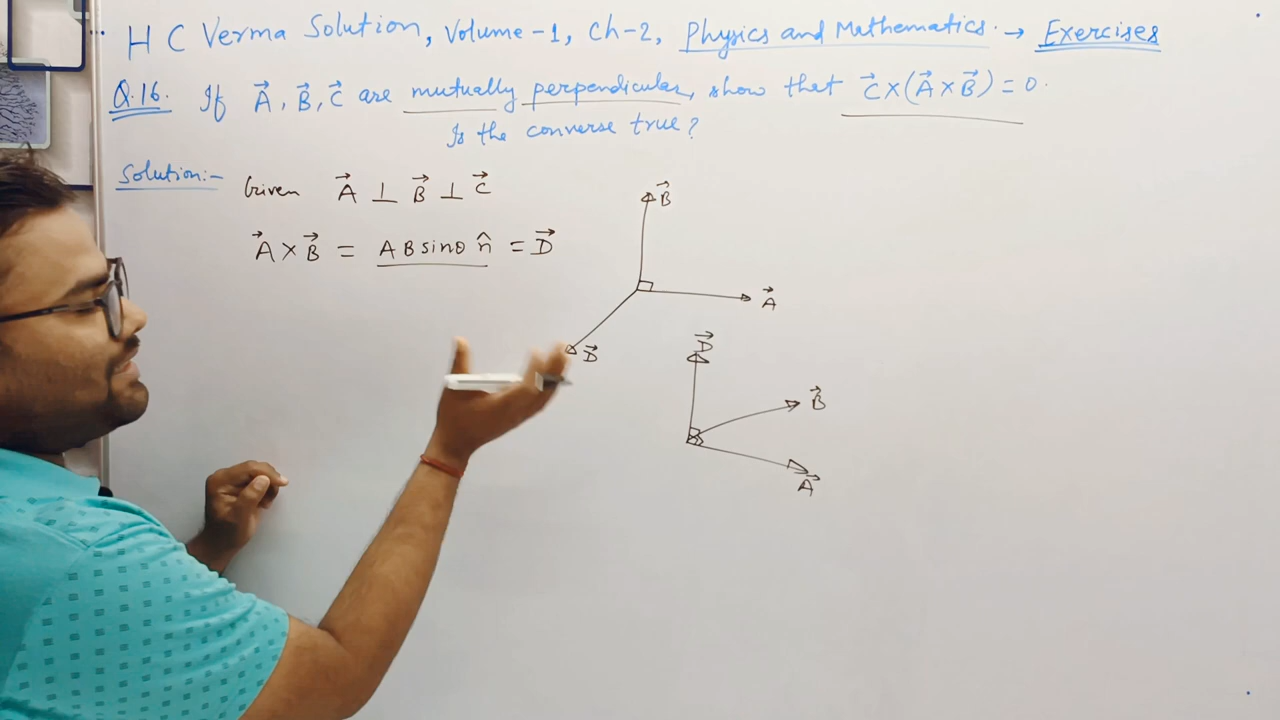 H C Verma Solution, Volume-1, Ch-2, Physics and Mathematics. → Exercises
Q.16. If A⃗, B⃗, C⃗ are mutually perpendicular, show that C⃗×(A⃗×B⃗)=0.
Is the converse true?
Solution:- Given A⃗ ⊥ B⃗ ⊥ C⃗
A⃗×B⃗ = AB sinθ n̂ = D⃗
B⃗
A⃗
D⃗
D⃗
B⃗
A⃗